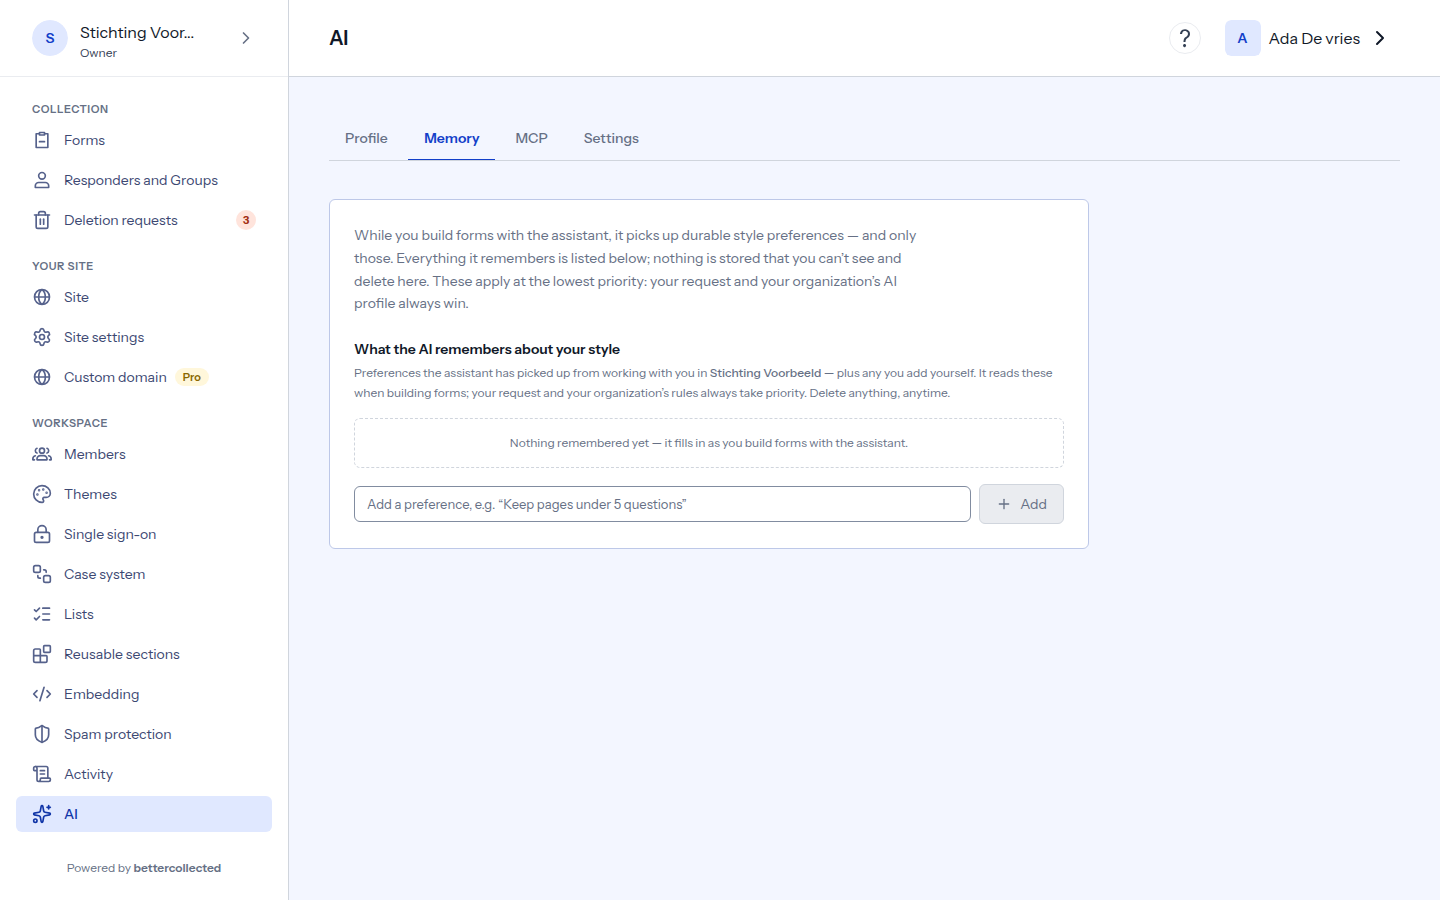 S
Stichting Voor...
Owner
COLLECTION
Forms
Responders and Groups
Deletion requests 3
YOUR SITE
Site
Site settings
Custom domain Pro
WORKSPACE
Members
Themes
Single sign-on
Case system
Lists
Reusable sections
Embedding
Spam protection
Activity
AI
Powered by bettercollected
AI
?
A Ada De vries
Profile Memory MCP Settings
While you build forms with the assistant, it picks up durable style preferences — and only
those. Everything it remembers is listed below; nothing is stored that you can’t see and
delete here. These apply at the lowest priority: your request and your organization’s AI
profile always win.
What the AI remembers about your style
Preferences the assistant has picked up from working with you in Stichting Voorbeeld — plus any you add yourself. It reads these
when building forms; your request and your organization’s rules always take priority. Delete anything, anytime.
Nothing remembered yet — it fills in as you build forms with the assistant.
Add a preference, e.g. “Keep pages under 5 questions”
+ Add